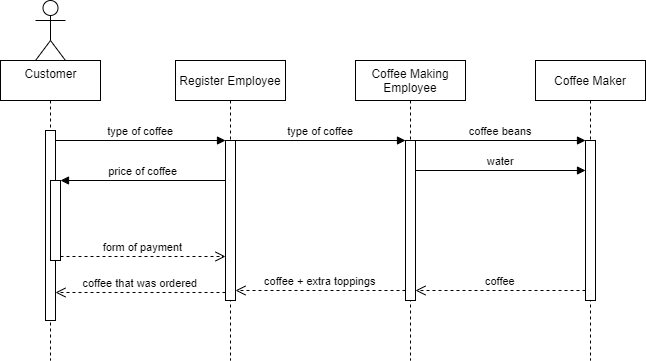 Customer
Register Employee
Coffee Making
Employee
Coffee Maker
type of coffee
type of coffee
coffee beans
water
price of coffee
form of payment
coffee that was ordered
coffee + extra toppings
coffee